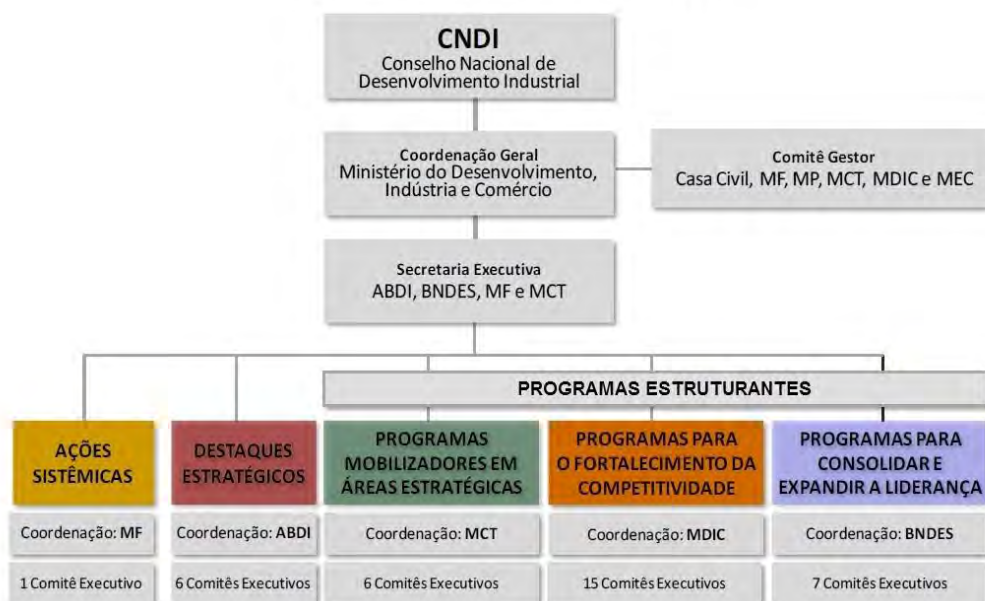 CNDI
Conselho Nacional de
Desenvolvimento Industrial
Coordenação Geral
Ministério do Desenvolvimento,
Indústria e Comércio
Comitê Gestor
Casa Civil, MF, MP, MCT, MDIC e MEC
Secretaria Executiva
ABDI, BNDES, MF e MCT
PROGRAMAS ESTRUTURANTES
AÇÕES
SISTÊMICAS
DESTAQUES
ESTRATÉGICOS
PROGRAMAS
MOBILIZADORES EM
ÁREAS ESTRATÉGICAS
PROGRAMAS PARA
O FORTALECIMENTO DA
COMPETITIVIDADE
PROGRAMAS PARA
CONSOLIDAR E
EXPANDIR A LIDERANÇA
Coordenação: MF
Coordenação: ABDI
Coordenação: MCT
Coordenação: MDIC
Coordenação: BNDES
1 Comitê Executivo
6 Comitês Executivos
6 Comitês Executivos
15 Comitês Executivos
7 Comitês Executivos